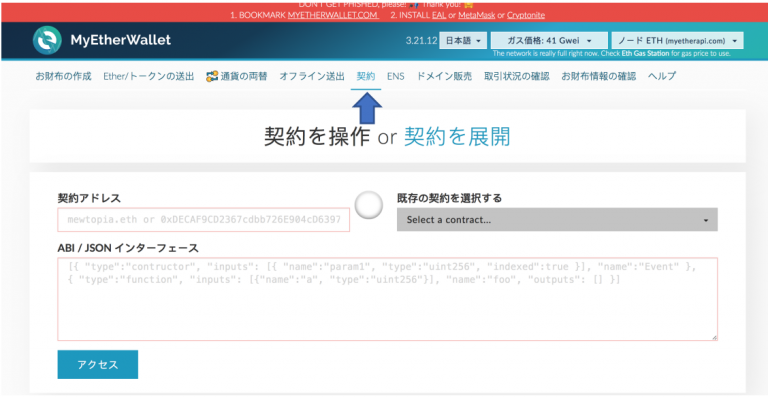 DON'T GET PHISHED, please! Thank you!
1. BOOKMARK MYETHERWALLET.COM 2. INSTALL EAL or MetaMask or Cryptonite
MyEtherWallet 3.21.12 日本語 ガス価格: 41 Gwei ノード ETH (myetherapi.com)
The network is really full right now. Check Eth Gas Station for gas price to use.
お財布の作成 Ether/トークンの送出 通貨の両替 オフライン送出 契約 ENS ドメイン販売 取引状況の確認 お財布情報の確認 ヘルプ
契約を操作 or 契約を展開
契約アドレス 既存の契約を選択する
mewtopia.eth or 0xDECAF9CD2367cdbb726E904cD6397 Select a contract...
ABI / JSON インターフェース
[{ "type":"contructor", "inputs": [{ "name":"param1", "type":"uint256", "indexed":true }], "name":"Event" },
{ "type":"function", "inputs": [{"name":"a", "type":"uint256"}], "name":"foo", "outputs": [] }]
アクセス